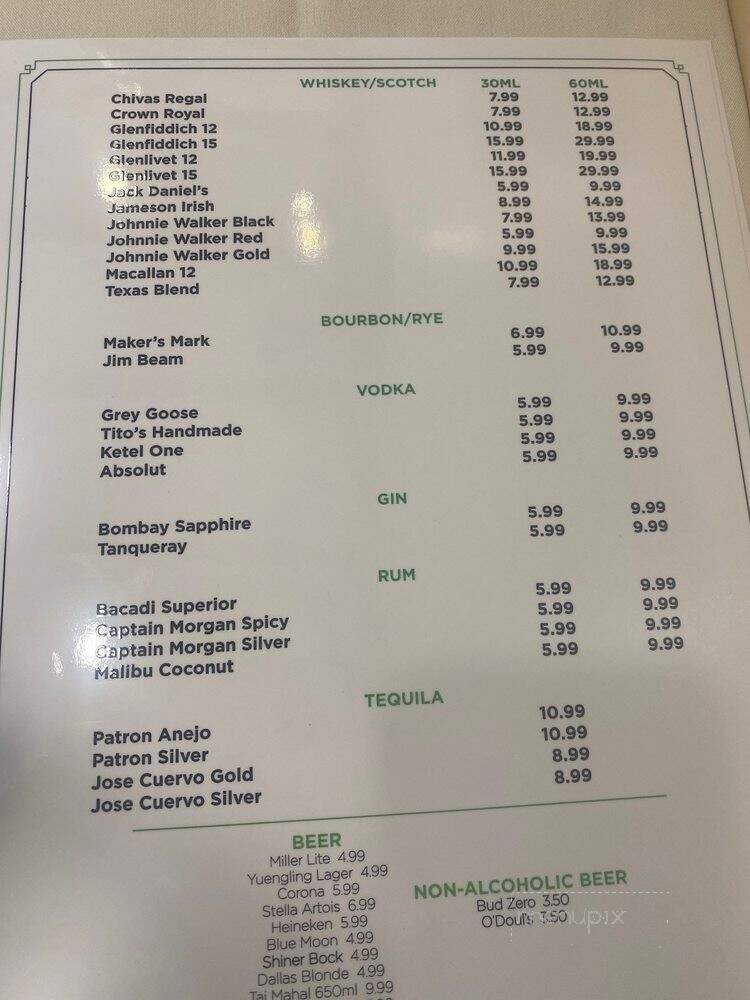 WHISKEY/SCOTCH 30ML 60ML
Chivas Regal 7.99 12.99
Crown Royal 7.99 12.99
Glenfiddich 12 10.99 18.99
Glenfiddich 15 15.99 29.99
Glenlivet 12 11.99 19.99
Glenlivet 15 15.99 29.99
Jack Daniel's 5.99 9.99
Jameson Irish 8.99 14.99
Johnnie Walker Black 7.99 13.99
Johnnie Walker Red 5.99 9.99
Johnnie Walker Gold 9.99 15.99
Macallan 12 10.99 18.99
Texas Blend 7.99 12.99
BOURBON/RYE
Maker's Mark 6.99 10.99
Jim Beam 5.99 9.99
VODKA
Grey Goose 5.99 9.99
Tito's Handmade 5.99 9.99
Ketel One 5.99 9.99
Absolut 5.99 9.99
GIN
Bombay Sapphire 5.99 9.99
Tanqueray 5.99 9.99
RUM
Bacadi Superior 5.99 9.99
Captain Morgan Spicy 5.99 9.99
Captain Morgan Silver 5.99 9.99
Malibu Coconut 5.99 9.99
TEQUILA
Patron Anejo 10.99
Patron Silver 10.99
Jose Cuervo Gold 8.99
Jose Cuervo Silver 8.99
BEER
Miller Lite 4.99
Yuengling Lager 4.99
Corona 5.99
Stella Artois 6.99
Heineken 5.99
Blue Moon 4.99
Shiner Bock 4.99
Dallas Blonde 4.99
Taj Mahal 650ml 9.99
NON-ALCOHOLIC BEER
Bud Zero 3.50
O'Doul's 3.50
menupix